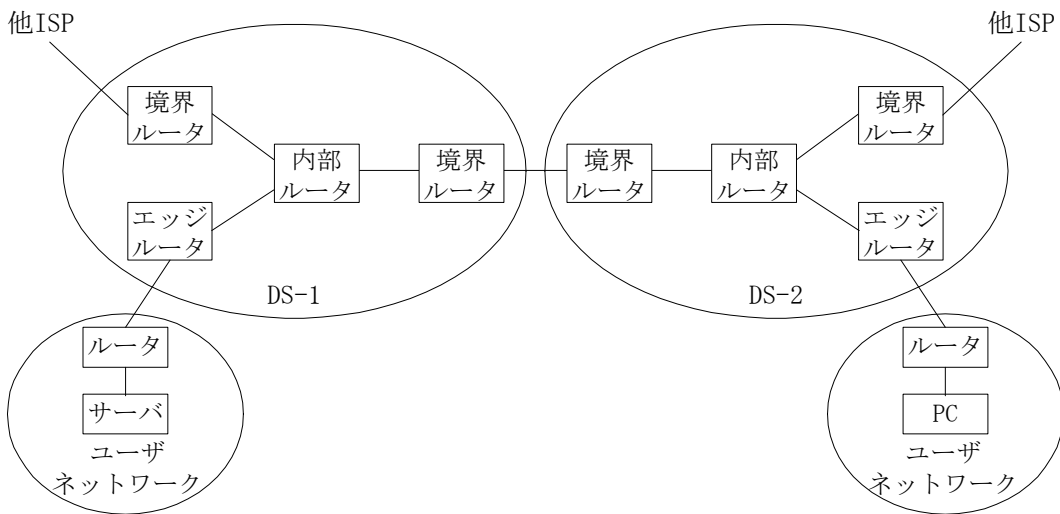 他ISP
他ISP
境界
ルータ
境界
ルータ
内部
ルータ
境界
ルータ
境界
ルータ
内部
ルータ
エッジ
ルータ
エッジ
ルータ
DS-1
DS-2
ルータ
サーバ
ユーザ
ネットワーク
ルータ
PC
ユーザ
ネットワーク